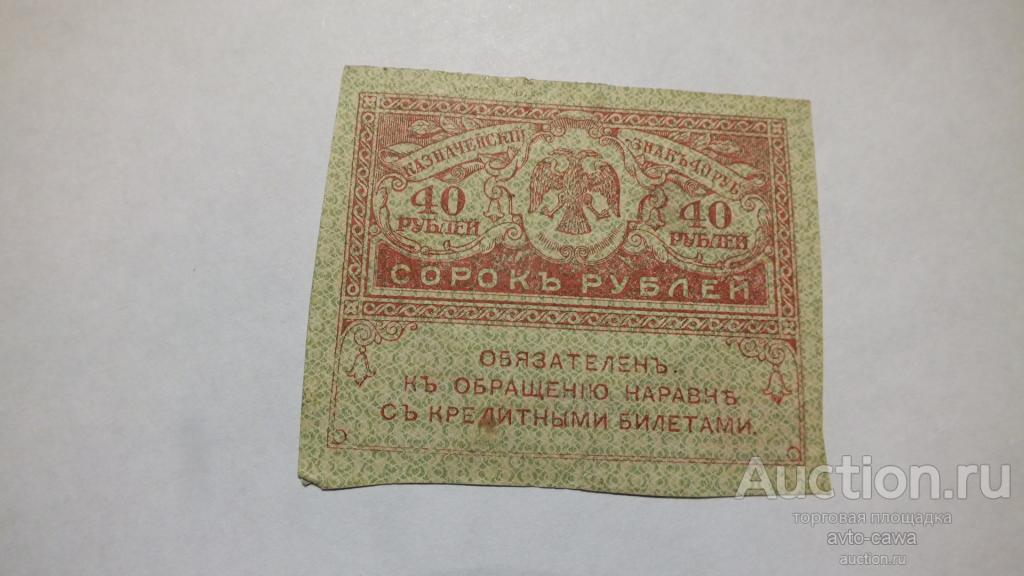 КАЗНАЧЕЙСКІЙ ЗНАКЪ 40 РУБ.
40 РУБЛЕЙ
40 РУБЛЕЙ
СОРОКЪ РУБЛЕЙ
ОБЯЗАТЕЛЕНЪ
КЪ ОБРАЩЕНІЮ НАРАВНѢ
СЪ КРЕДИТНЫМИ БИЛЕТАМИ.
Auction.ru
торговая площадка
avto-cawa
auction.ru